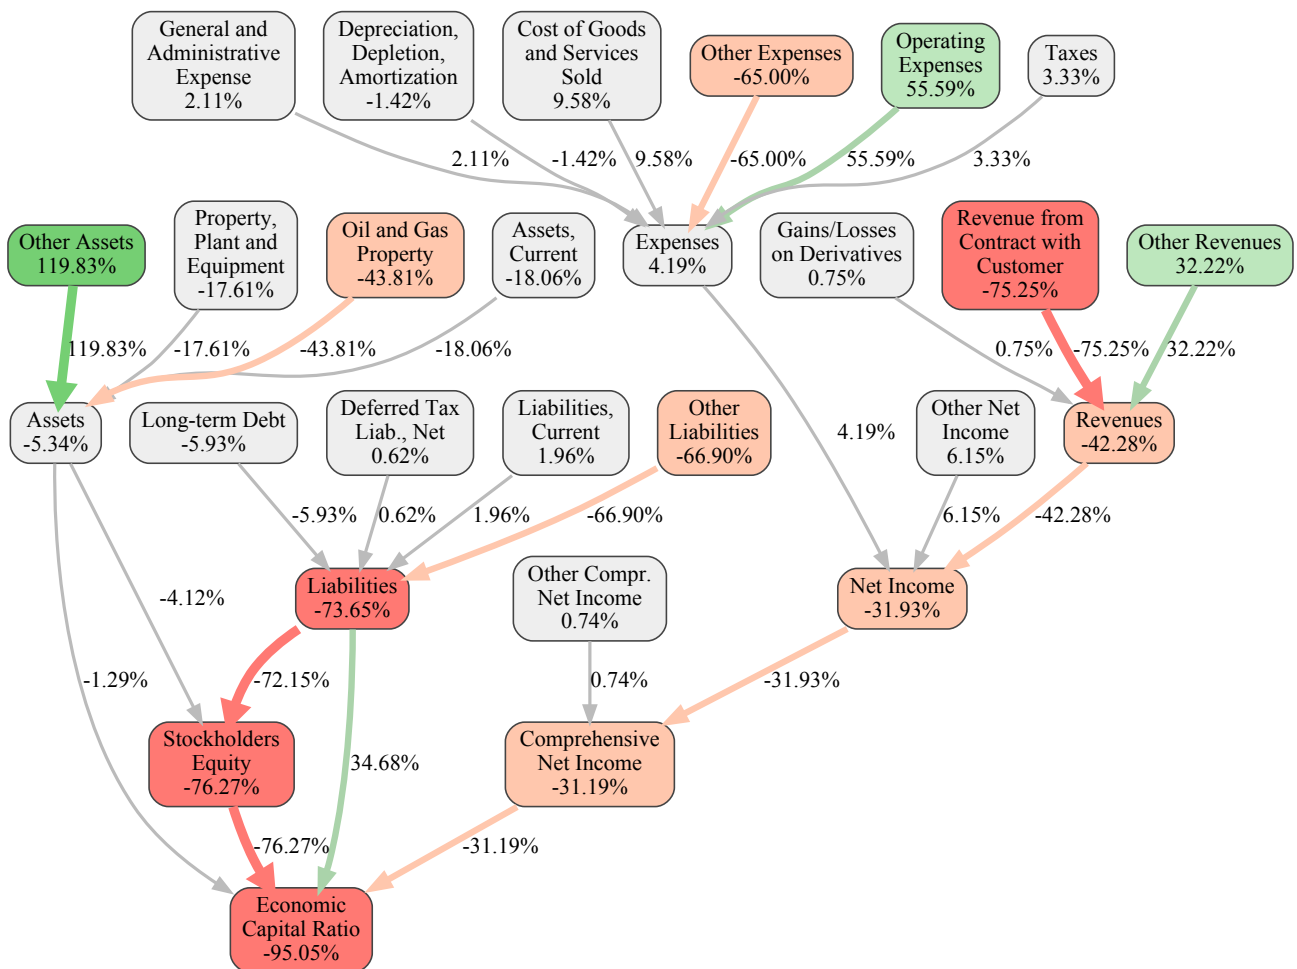 General and
Administrative
Expense
2.11%
Depreciation,
Depletion,
Amortization
-1.42%
Cost of Goods
and Services
Sold
9.58%
Other Expenses
-65.00%
Operating
Expenses
55.59%
Taxes
3.33%
2.11%
-1.42%
9.58%
-65.00%
55.59%
3.33%
Other Assets
119.83%
Property,
Plant and
Equipment
-17.61%
Oil and Gas
Property
-43.81%
Assets,
Current
-18.06%
Expenses
4.19%
Gains/Losses
on Derivatives
0.75%
Revenue from
Contract with
Customer
-75.25%
Other Revenues
32.22%
119.83%
-17.61%
-43.81%
-18.06%
0.75%
-75.25%
32.22%
Assets
-5.34%
Long-term Debt
-5.93%
Deferred Tax
Liab., Net
0.62%
Liabilities,
Current
1.96%
Other
Liabilities
-66.90%
4.19%
Other Net
Income
6.15%
Revenues
-42.28%
-5.93%
0.62%
1.96%
-66.90%
6.15%
-42.28%
-4.12%
Liabilities
-73.65%
Other Compr.
Net Income
0.74%
Net Income
-31.93%
-1.29%
-72.15%
0.74%
-31.93%
Stockholders
Equity
-76.27%
34.68%
Comprehensive
Net Income
-31.19%
-76.27%
-31.19%
Economic
Capital Ratio
-95.05%